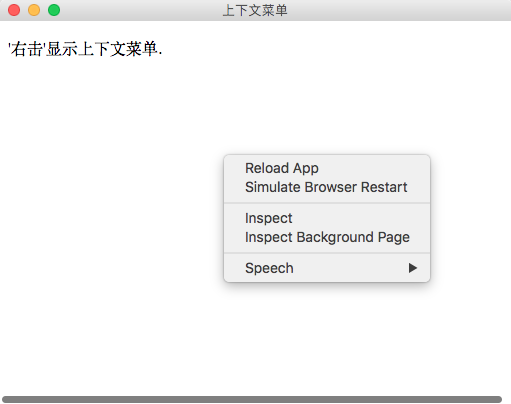 上下文菜单
'右击'显示上下文菜单.
Reload App
Simulate Browser Restart
Inspect
Inspect Background Page
Speech